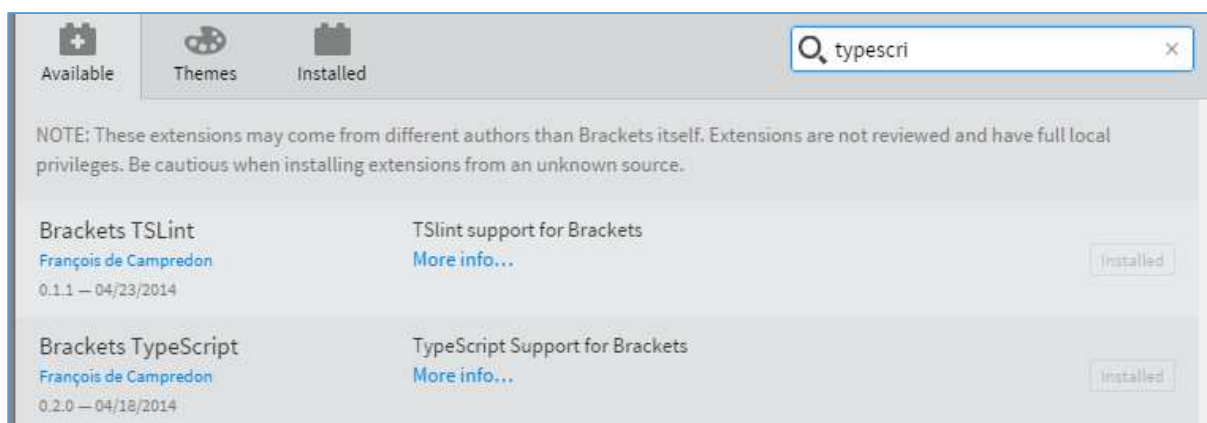 typescri
Available Themes Installed
NOTE: These extensions may come from different authors than Brackets itself. Extensions are not reviewed and have full local
privileges. Be cautious when installing extensions from an unknown source.
Brackets TSLint TSlint support for Brackets
François de Campredon More info...
Installed
0.1.1 — 04/23/2014
Brackets TypeScript TypeScript Support for Brackets
François de Campredon More info...
Installed
0.2.0 — 04/18/2014